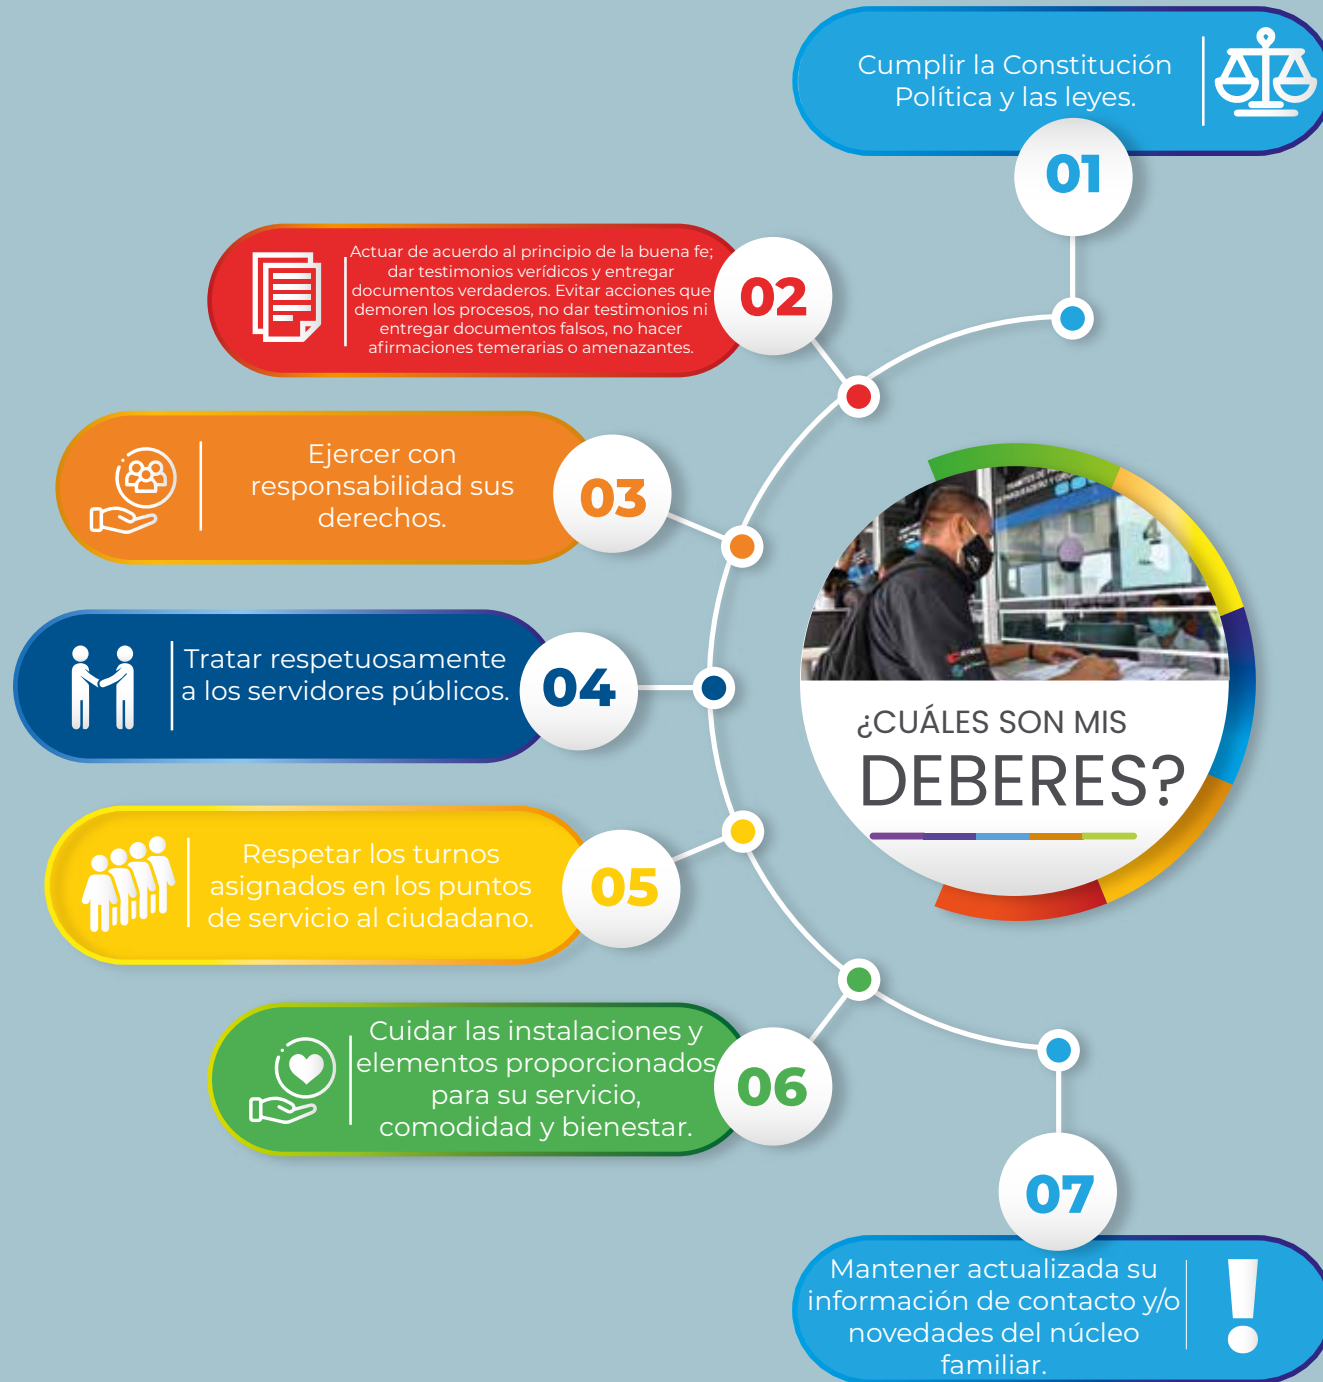 Cumplir la Constitución
Política y las leyes.
01
Actuar de acuerdo al principio de la buena fe;
dar testimonios verídicos y entregar
documentos verdaderos. Evitar acciones que
demoren los procesos, no dar testimonios ni
entregar documentos falsos, no hacer
afirmaciones temerarias o amenazantes.
02
Ejercer con
responsabilidad sus
derechos.
03
Tratar respetuosamente
a los servidores públicos.
04
¿CUÁLES SON MIS
DEBERES?
Respetar los turnos
asignados en los puntos
de servicio al ciudadano.
05
Cuidar las instalaciones y
elementos proporcionados
para su servicio,
comodidad y bienestar.
06
07
Mantener actualizada su
información de contacto y/o
novedades del núcleo
familiar.